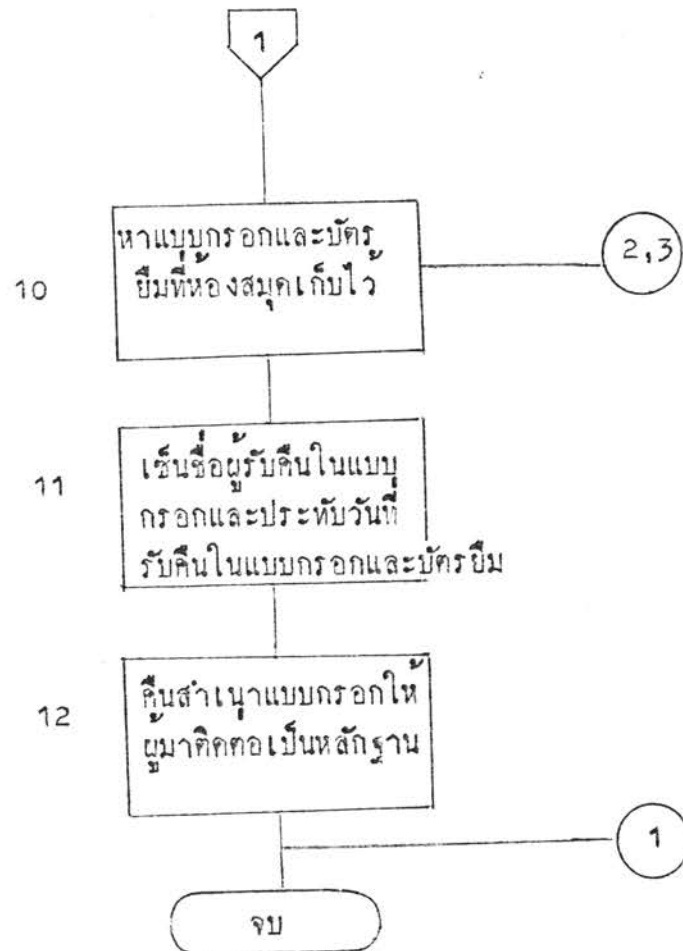 1
หาแบบกรอกและบัตร
ยืมที่ห้องสมุดเก็บไว้
2,3
10
เซ็นชื่อผู้รับคืนในแบบ
กรอกและประทับวันที่
รับคืนในแบบกรอกและบัตรยืม
11
คืนสำเนาแบบกรอกให้
ผู้มาติดต่อเป็นหลักฐาน
12
1
จบ